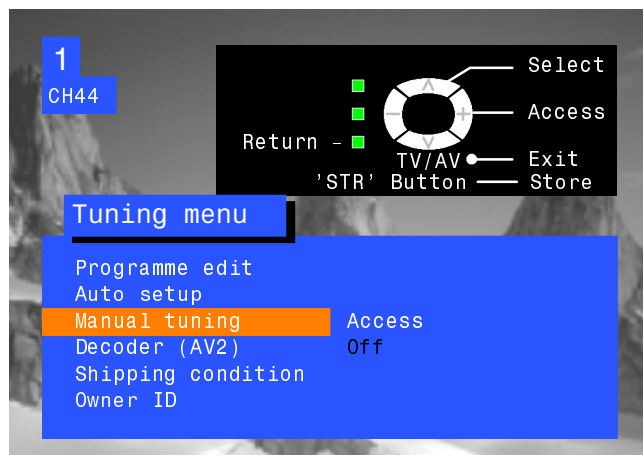 1
CH44
Select
Access
Return –
TV/AV Exit
'STR' Button Store
Tuning menu
Programme edit
Auto setup
Manual tuning Access
Decoder (AV2) Off
Shipping condition
Owner ID